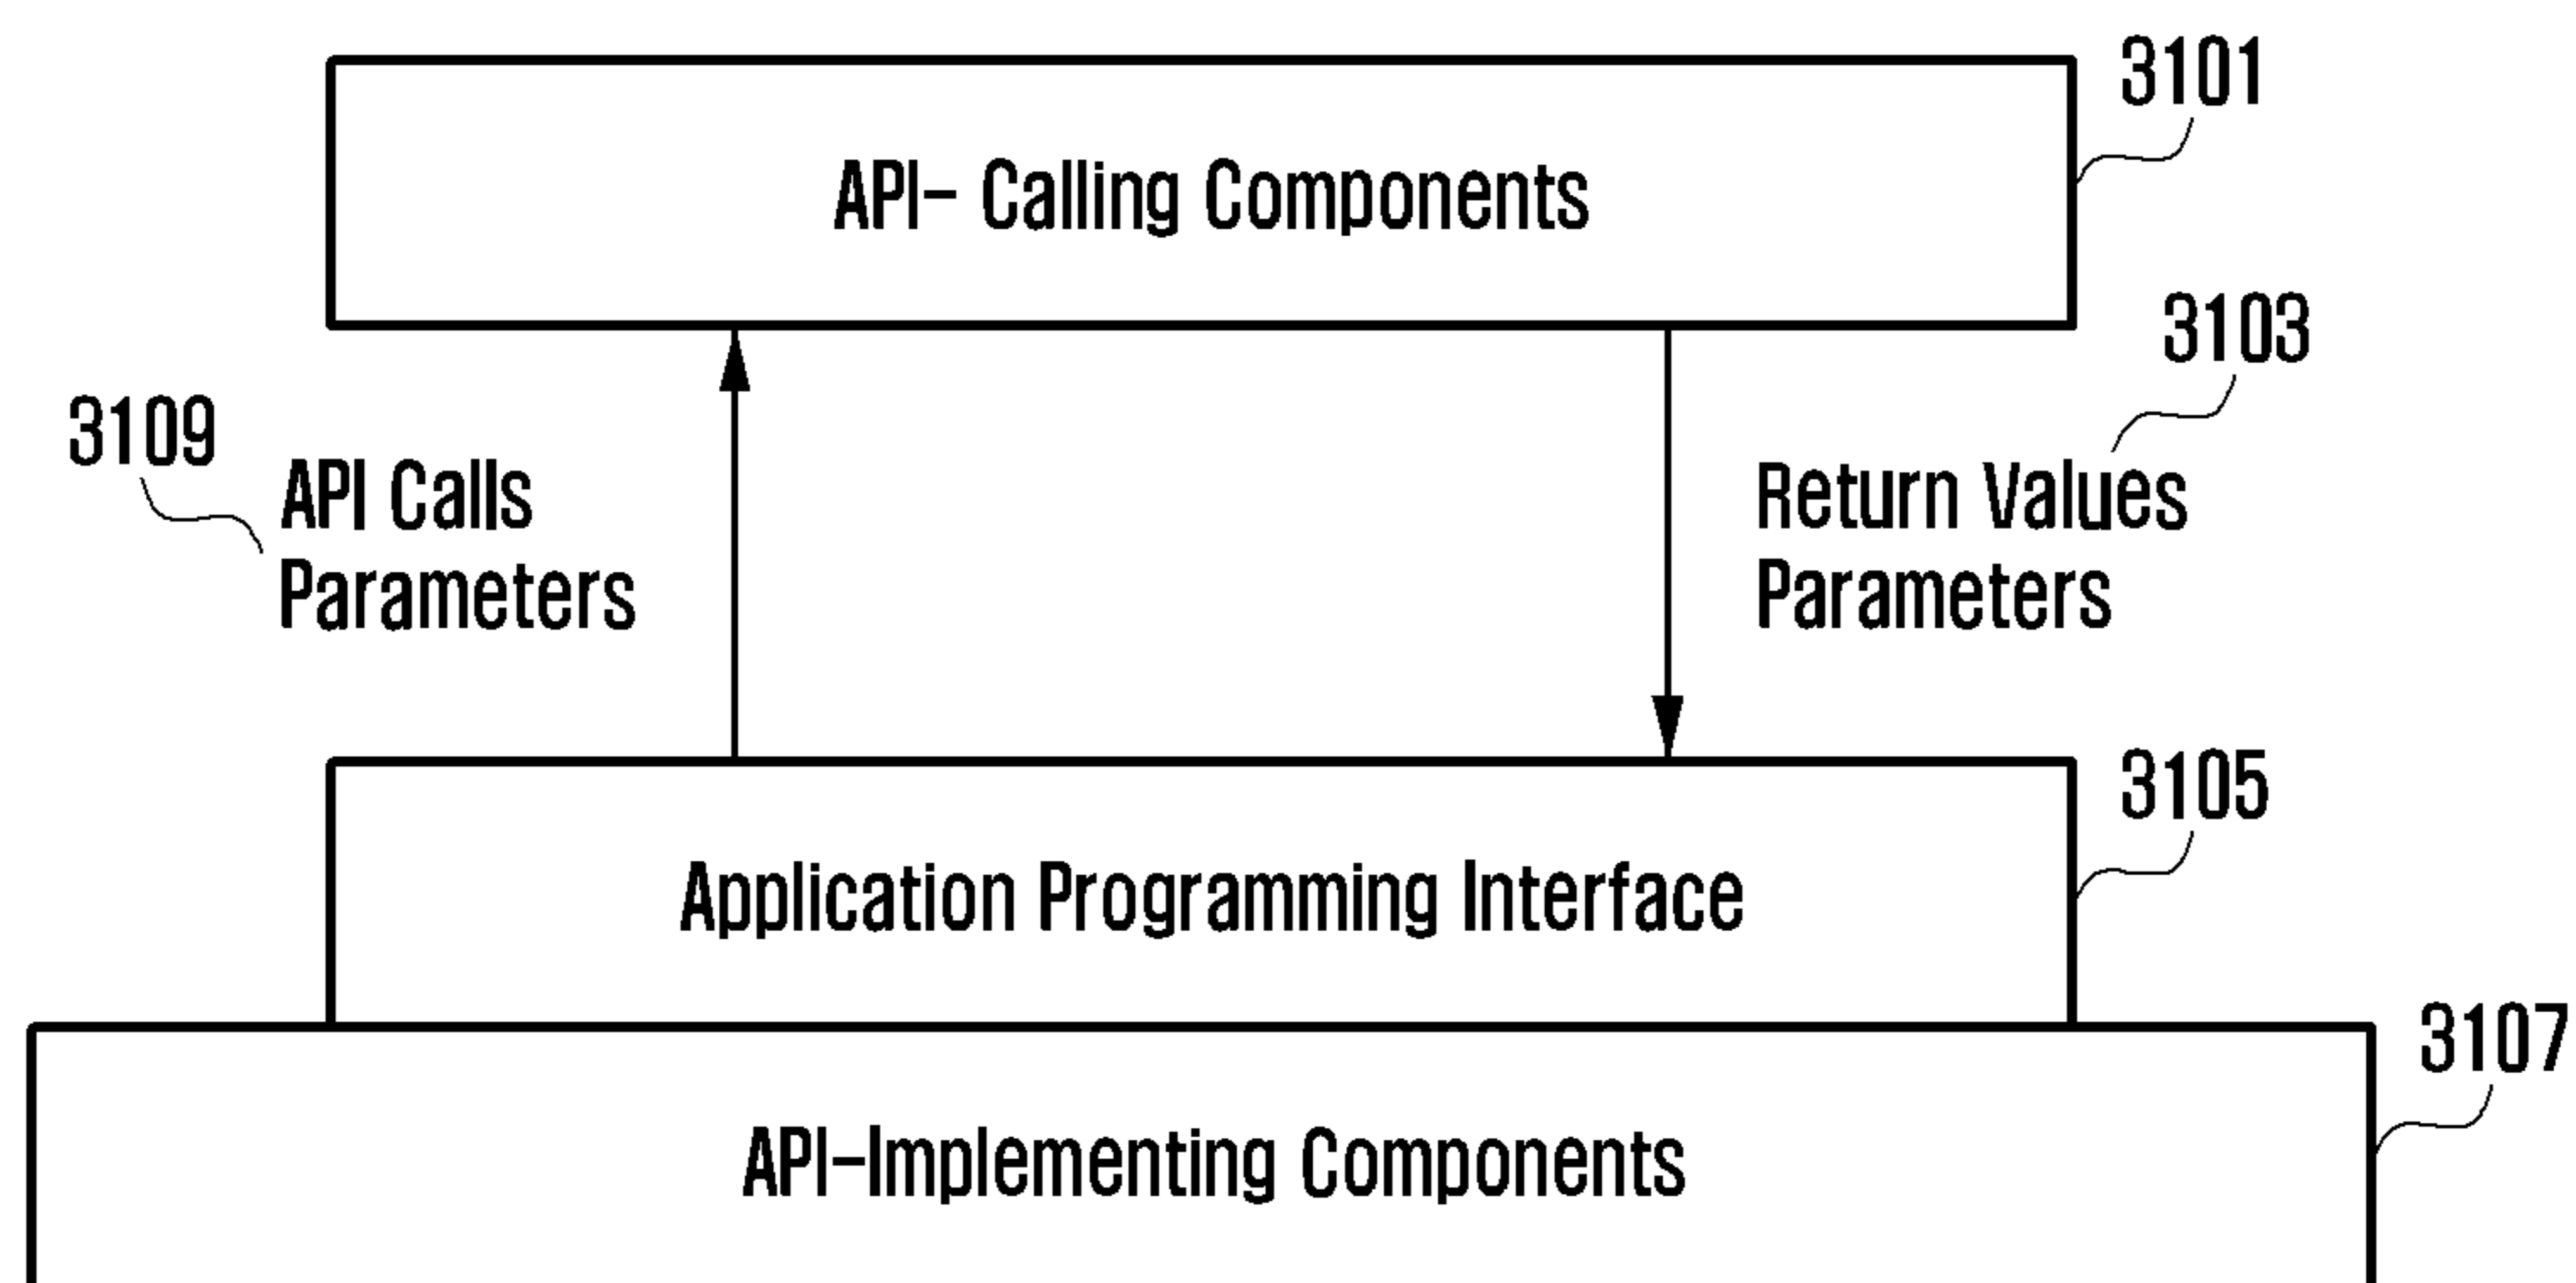 3101
API- Calling Components
3103
3109
API Calls
Parameters
Return Values
Parameters
3105
Application Programming Interface
3107
API-Implementing Components